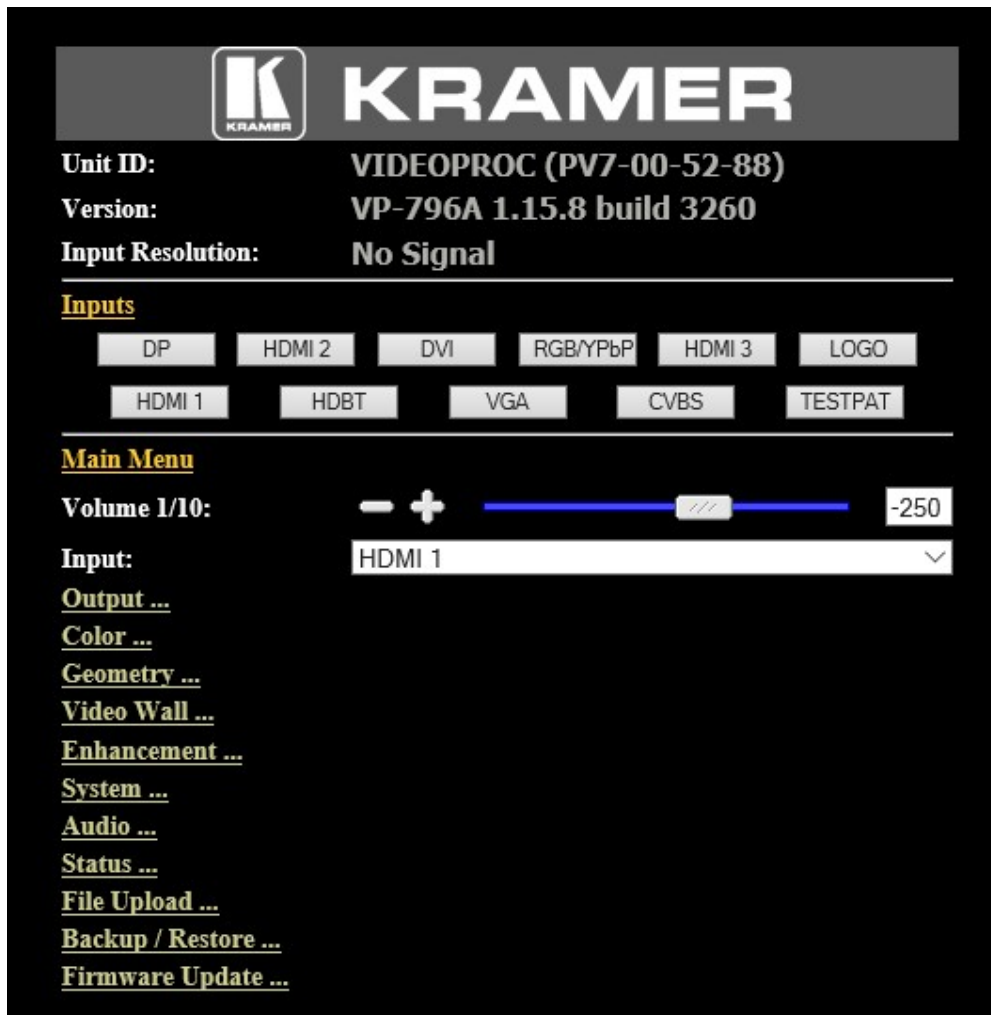 KRAMER
KRAMER
Unit ID: VIDEOPROC (PV7-00-52-88)
Version: VP-796A 1.15.8 build 3260
Input Resolution: No Signal
Inputs
DP HDMI 2 DVI RGB/YPbP HDMI 3 LOGO
HDMI 1 HDBT VGA CVBS TESTPAT
Main Menu
Volume 1/10: -250
Input: HDMI 1
Output ...
Color ...
Geometry ...
Video Wall ...
Enhancement ...
System ...
Audio ...
Status ...
File Upload ...
Backup / Restore ...
Firmware Update ...